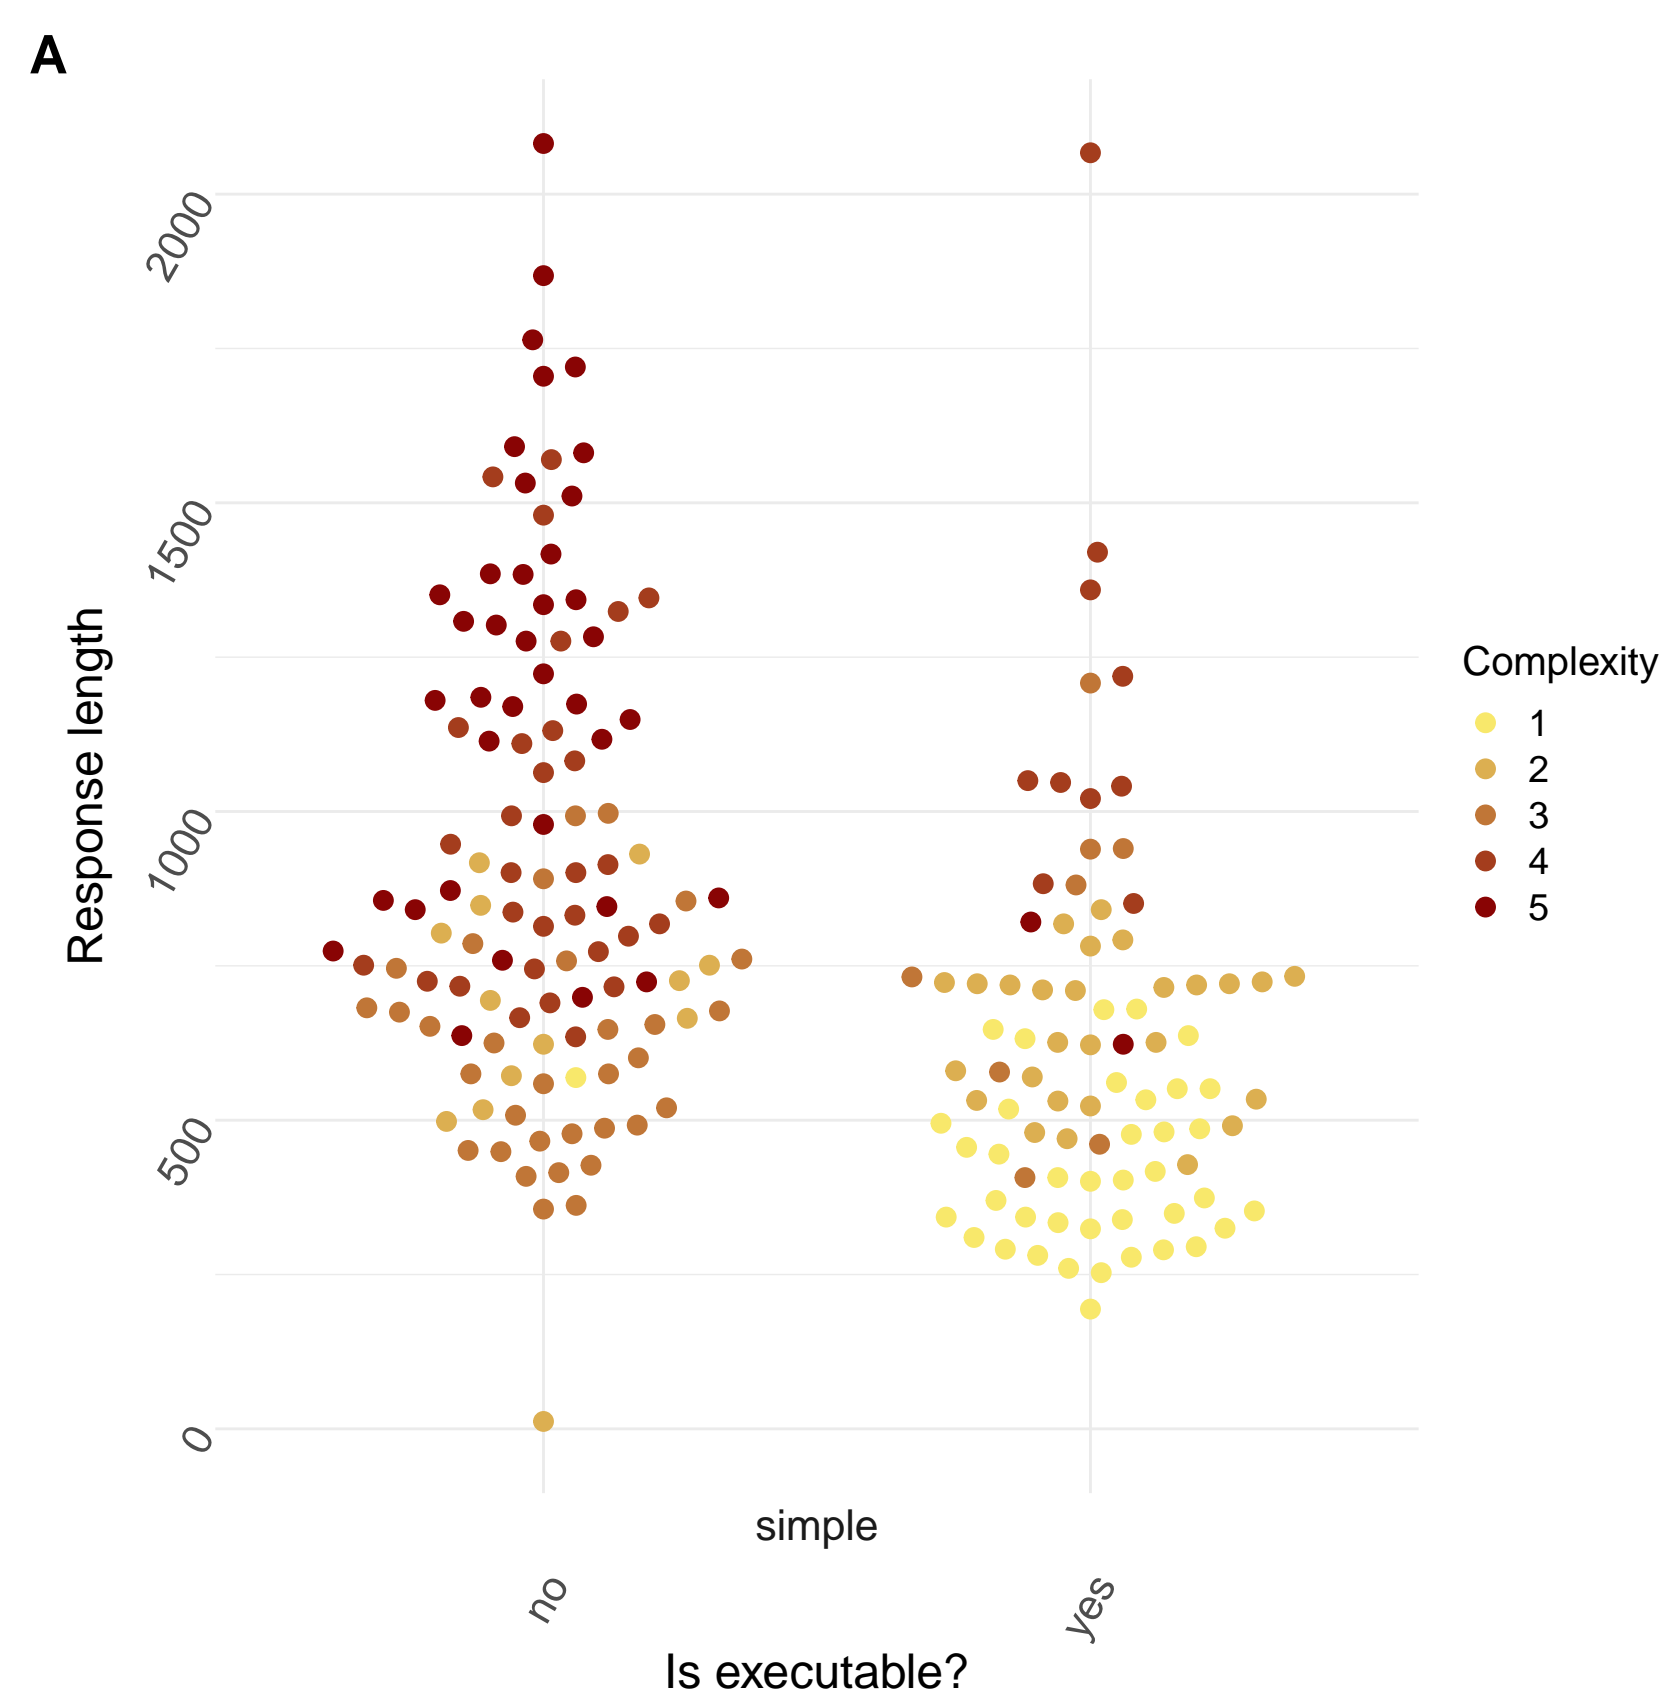 A
2000
1500
1000
500
0
Response length
simple
no
yes
Is executable?
Complexity
1
2
3
4
5